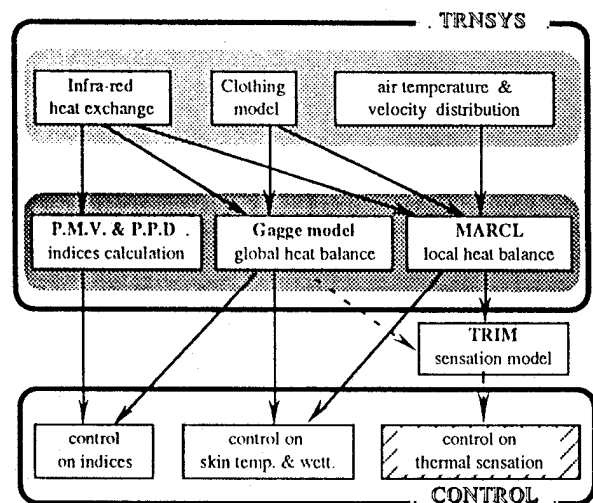 . TRNSYS
Infra-red
heat exchange
Clothing
model
air temperature &
velocity distribution
P.M.V. & P.P.D .
indices calculation
Gagge model
global heat balance
MARCL
local heat balance
TRIM
sensation model
control
on indices
control on
skin temp. & wett.
control on
thermal sensation
CONTROL